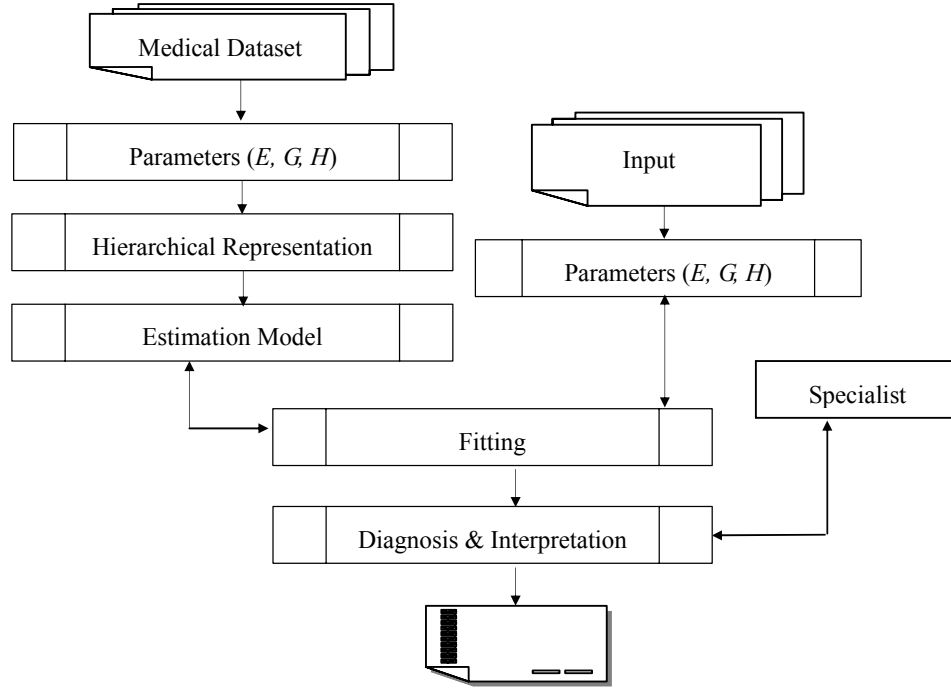 Medical Dataset
Parameters (E, G, H)
Hierarchical Representation
Estimation Model
Input
Parameters (E, G, H)
Specialist
Fitting
Diagnosis & Interpretation